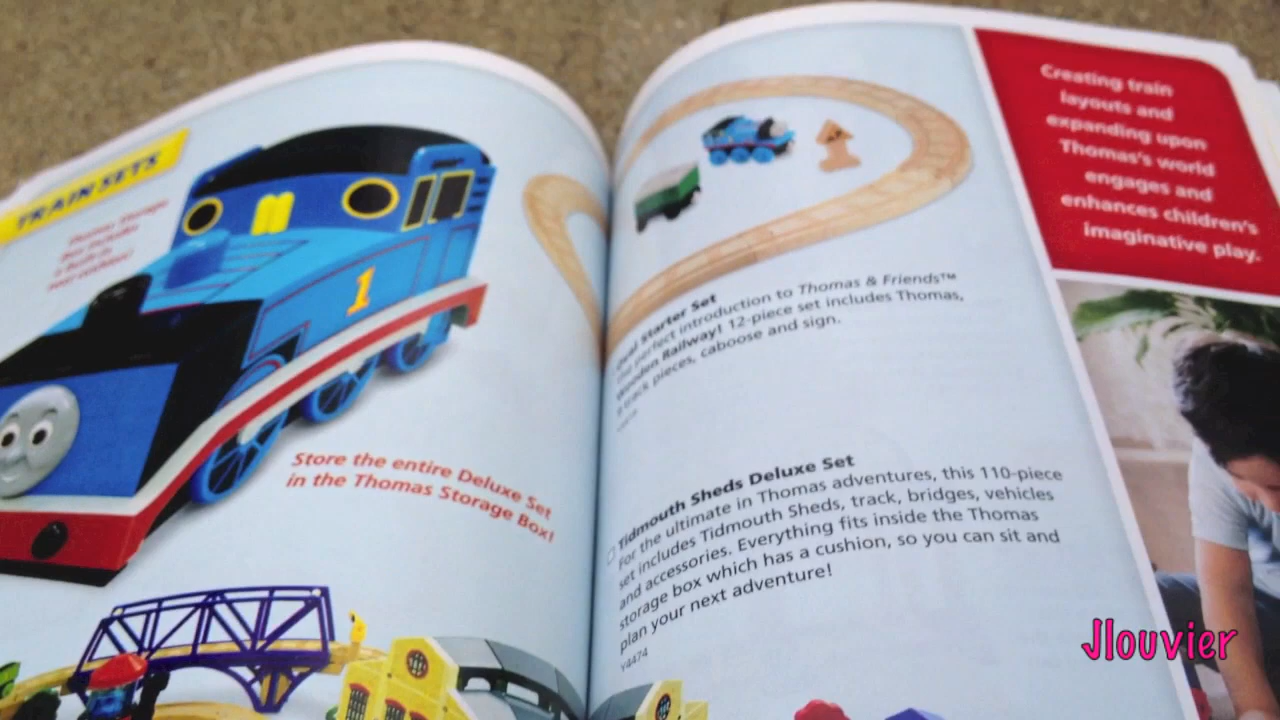 TRAIN SETS
1
Store the entire Deluxe Set
in the Thomas Storage Box!
Oval Starter Set
the perfect introduction to Thomas & Friends™
Wooden Railway! 12-piece set includes Thomas,
9 track pieces, caboose and sign.
Tidmouth Sheds Deluxe Set
For the ultimate in Thomas adventures, this 110-piece
set includes Tidmouth Sheds, track, bridges, vehicles
and accessories. Everything fits inside the Thomas
storage box which has a cushion, so you can sit and
plan your next adventure!
Y4474
Creating train
layouts and
expanding upon
Thomas's world
engages and
enhances children's
imaginative play.
Jlouvier